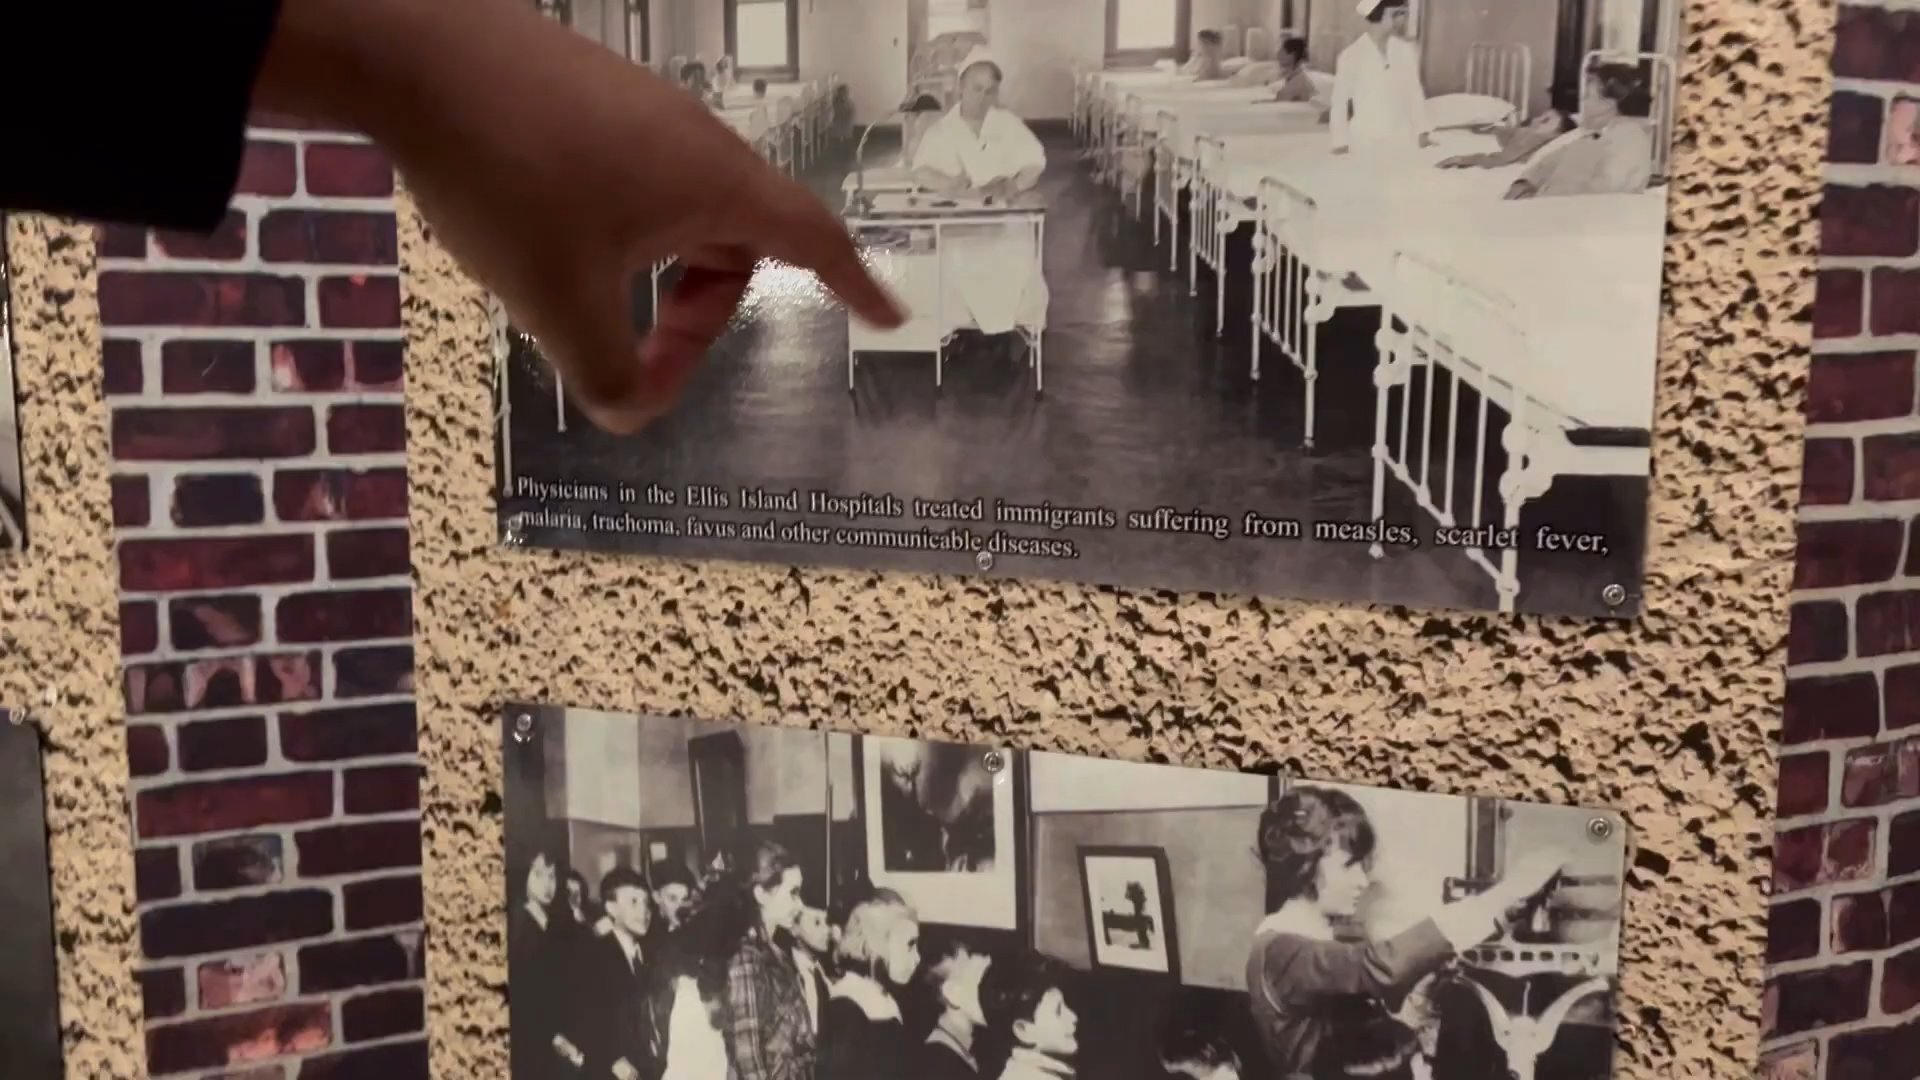 Physicians in the Ellis Island Hospitals treated immigrants suffering from measles, scarlet fever,
malaria, trachoma, favus and other communicable diseases.